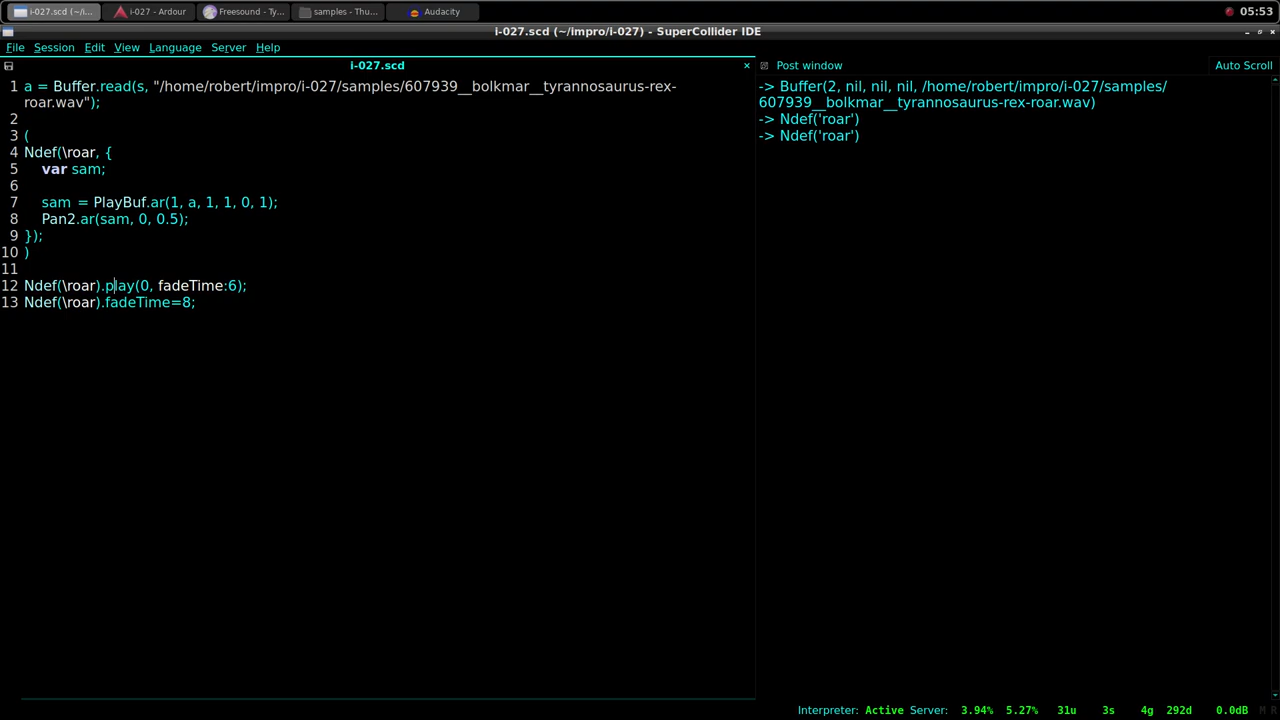 i-027.scd (~/i...
i-027 - Ardour
Freesound - Ty...
samples - Thu...
Audacity
05:53
i-027.scd (~/impro/i-027) - SuperCollider IDE
File Session Edit View Language Server Help
i-027.scd
Post window
Auto Scroll
1 a = Buffer.read(s, "/home/robert/impro/i-027/samples/607939__bolkmar__tyrannosaurus-rex-
roar.wav");
2
3 (
4 Ndef(\roar, {
5 var sam;
6
7 sam = PlayBuf.ar(1, a, 1, 1, 0, 1);
8 Pan2.ar(sam, 0, 0.5);
9 });
10 )
11
12 Ndef(\roar).play(0, fadeTime:6);
13 Ndef(\roar).fadeTime=8;
-> Buffer(2, nil, nil, nil, /home/robert/impro/i-027/samples/
607939__bolkmar__tyrannosaurus-rex-roar.wav)
-> Ndef('roar')
-> Ndef('roar')
Interpreter: Active Server: 3.94% 5.27% 31u 3s 4g 292d 0.0dB M R